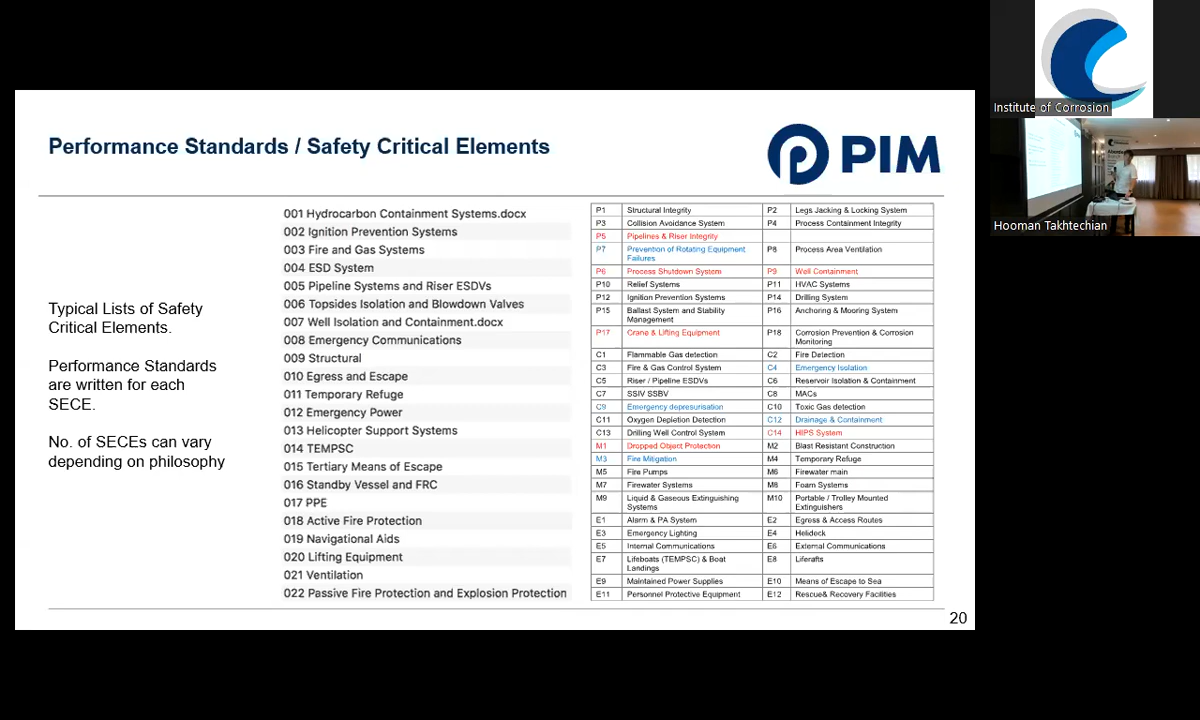 Performance Standards / Safety Critical Elements
PIM
Typical Lists of Safety
Critical Elements.
Performance Standards
are written for each
SECE.
No. of SECEs can vary
depending on philosophy
001 Hydrocarbon Containment Systems.docx
002 Ignition Prevention Systems
003 Fire and Gas Systems
004 ESD System
005 Pipeline Systems and Riser ESDVs
006 Topsides Isolation and Blowdown Valves
007 Well Isolation and Containment.docx
008 Emergency Communications
009 Structural
010 Egress and Escape
011 Temporary Refuge
012 Emergency Power
013 Helicopter Support Systems
014 TEMPSC
015 Tertiary Means of Escape
016 Standby Vessel and FRC
017 PPE
018 Active Fire Protection
019 Navigational Aids
020 Lifting Equipment
021 Ventilation
022 Passive Fire Protection and Explosion Protection
P1 Structural Integrity P2 Legs Jacking & Locking System
P3 Collision Avoidance System P4 Process Containment Integrity
P5 Pipelines & Riser Integrity
P7 Prevention of Rotating Equipment P8 Process Area Ventilation
Failures
P6 Process Shutdown System P9 Well Containment
P10 Relief Systems P11 HVAC Systems
P12 Ignition Prevention Systems P14 Drilling System
P15 Ballast System and Stability P16 Anchoring & Mooring System
Management
P17 Crane & Lifting Equipment P18 Corrosion Prevention & Corrosion
Monitoring
C1 Flammable Gas detection C2 Fire Detection
C3 Fire & Gas Control System C4 Emergency Isolation
C5 Riser / Pipeline ESDVs C6 Reservoir Isolation & Containment
C7 SSIV SSBV C8 MACs
C9 Emergency depresurisation C10 Toxic Gas detection
C11 Oxygen Depletion Detection C12 Drainage & Containment
C13 Drilling Well Control System C14 HIPS System
M1 Dropped Object Protection M2 Blast Resistant Construction
M3 Fire Mitigation M4 Temporary Refuge
M5 Fire Pumps M6 Firewater main
M7 Firewater Systems M8 Foam Systems
M9 Liquid & Gaseous Extinguishing M10 Portable / Trolley Mounted
Systems Extinguishers
E1 Alarm & PA System E2 Egress & Access Routes
E3 Emergency Lighting E4 Helideck
E5 Internal Communications E6 External Communications
E7 Lifeboats (TEMPSC) & Boat E8 Liferafts
Landings
E9 Maintained Power Supplies E10 Means of Escape to Sea
E11 Personnel Protective Equipment E12 Rescue& Recovery Facilities
20
Institute of Corrosion
Hooman Takhtechian